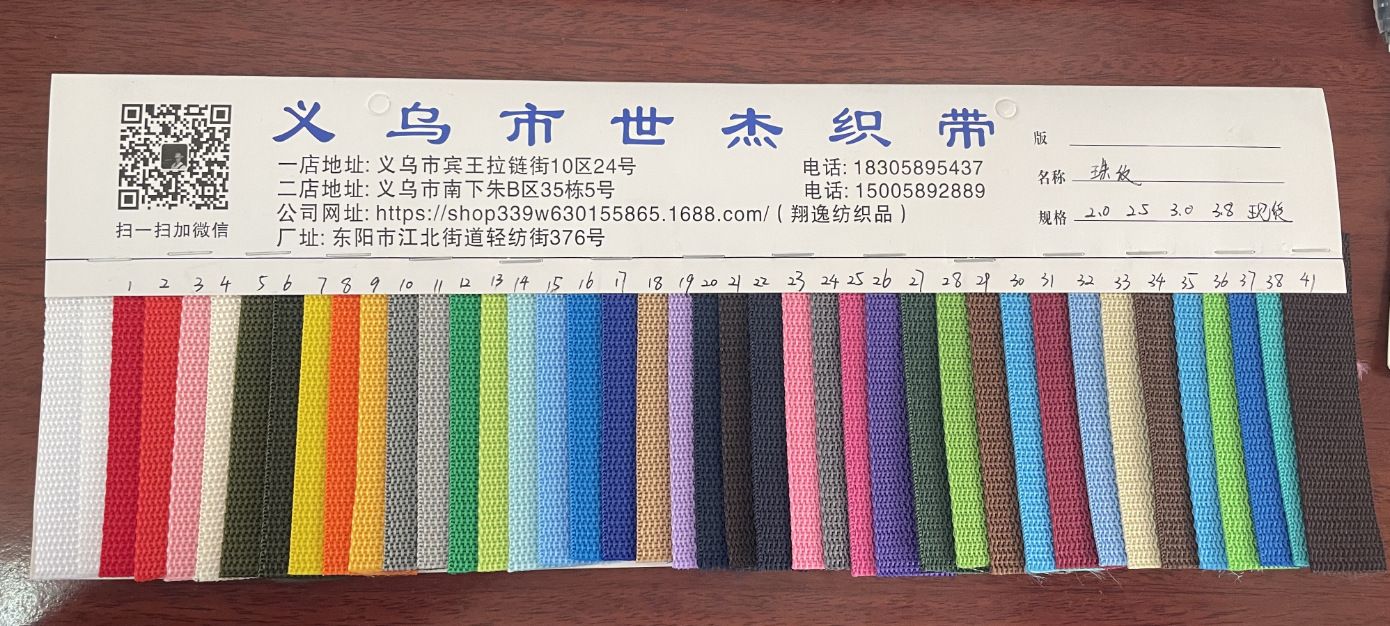 义乌市世杰织带
一店地址: 义乌市宾王拉链街10区24号
二店地址: 义乌市南下朱B区35栋5号
公司网址: https://shop339w630155865.1688.com/（翔逸纺织品）
厂址: 东阳市江北街道轻纺街376号
电话: 18305895437
电话: 15005892889
扫一扫加微信
版
名称 珠纹
规格 2.0 2.5 3.0 3.8 现货
1 2 3 4 5 6 7 8 9 10 11 12 13 14 15 16 17 18 19 20 21 22 23 24 25 26 27 28 29 30 31 32 33 34 35 36 37 38 41